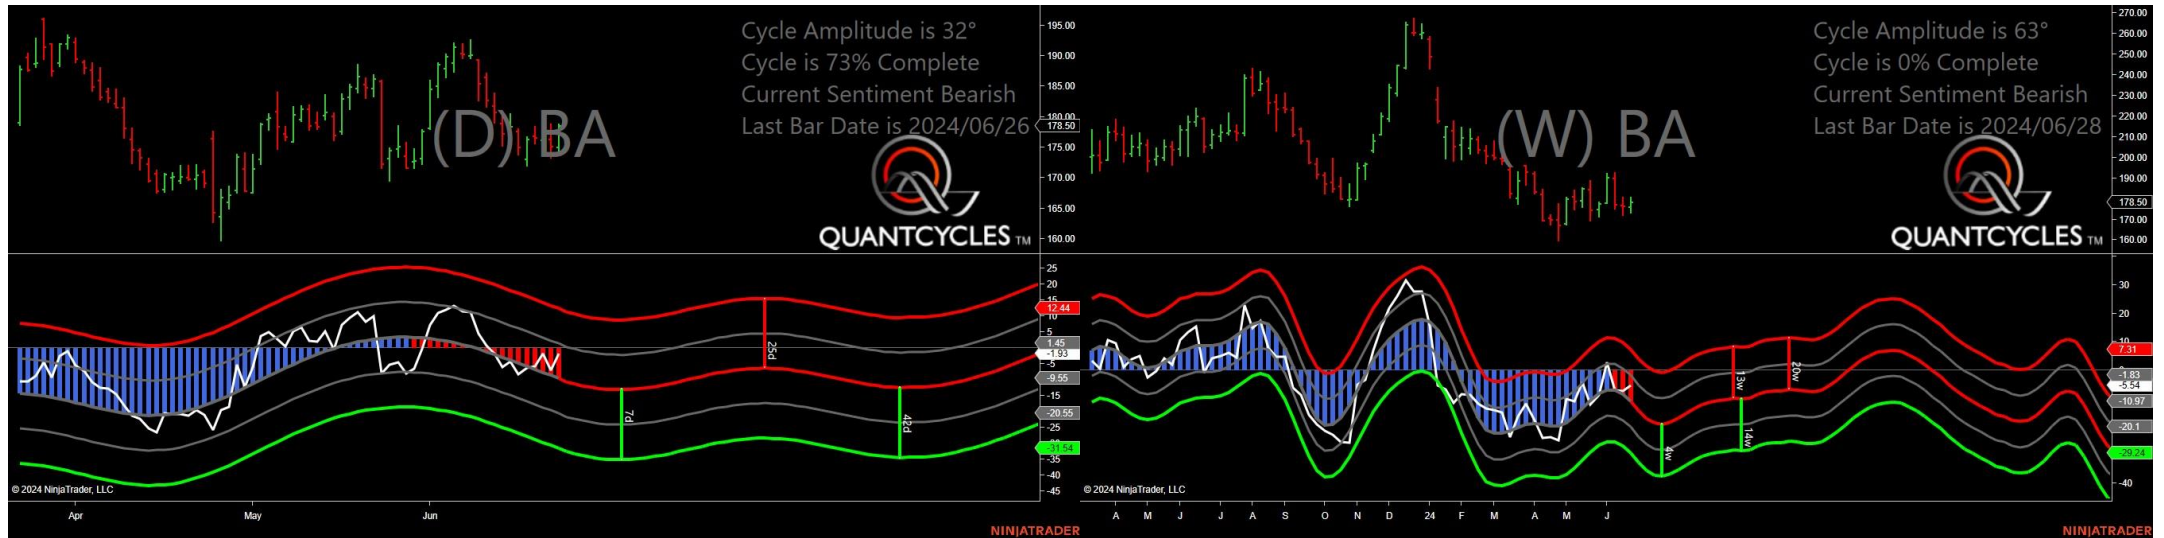 Cycle Amplitude is 32°
Cycle is 73% Complete
Current Sentiment Bearish
Last Bar Date is 2024/06/26
(D) BA
QUANTCYCLES TM
195.00
190.00
185.00
180.00
178.50
175.00
170.00
165.00
160.00
25
20
15
12.44
10
5
1.45
-1.93
-5
-9.55
-15
-20.55
-25
-31.54
-35
-40
-45
7d
25d
42d
© 2024 NinjaTrader, LLC
Apr
May
Jun
NINJATRADER
Cycle Amplitude is 63°
Cycle is 0% Complete
Current Sentiment Bearish
Last Bar Date is 2024/06/28
(W) BA
QUANTCYCLES TM
270.00
260.00
250.00
240.00
230.00
220.00
210.00
200.00
190.00
178.50
170.00
160.00
30
20
10
7.31
-1.83
-5.54
-10.97
-20.1
-29.24
-40
4w
13w
14w
20w
© 2024 NinjaTrader, LLC
A M J J A S O N D 24 F M A M J
NINJATRADER